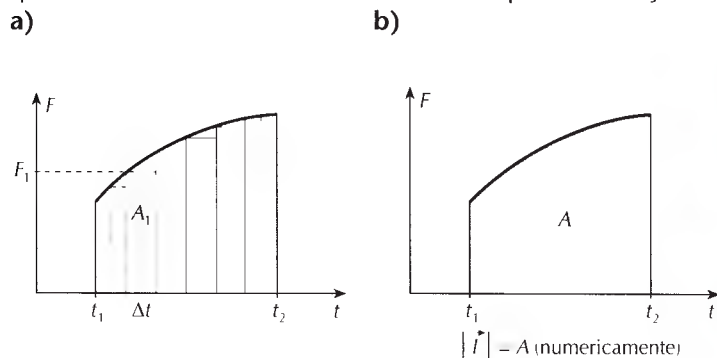 a)
b)
F
F₁
A₁
t₁
Δt
t₂
t
F
A
t₁
t₂
t
|I⃗| = A (numericamente)